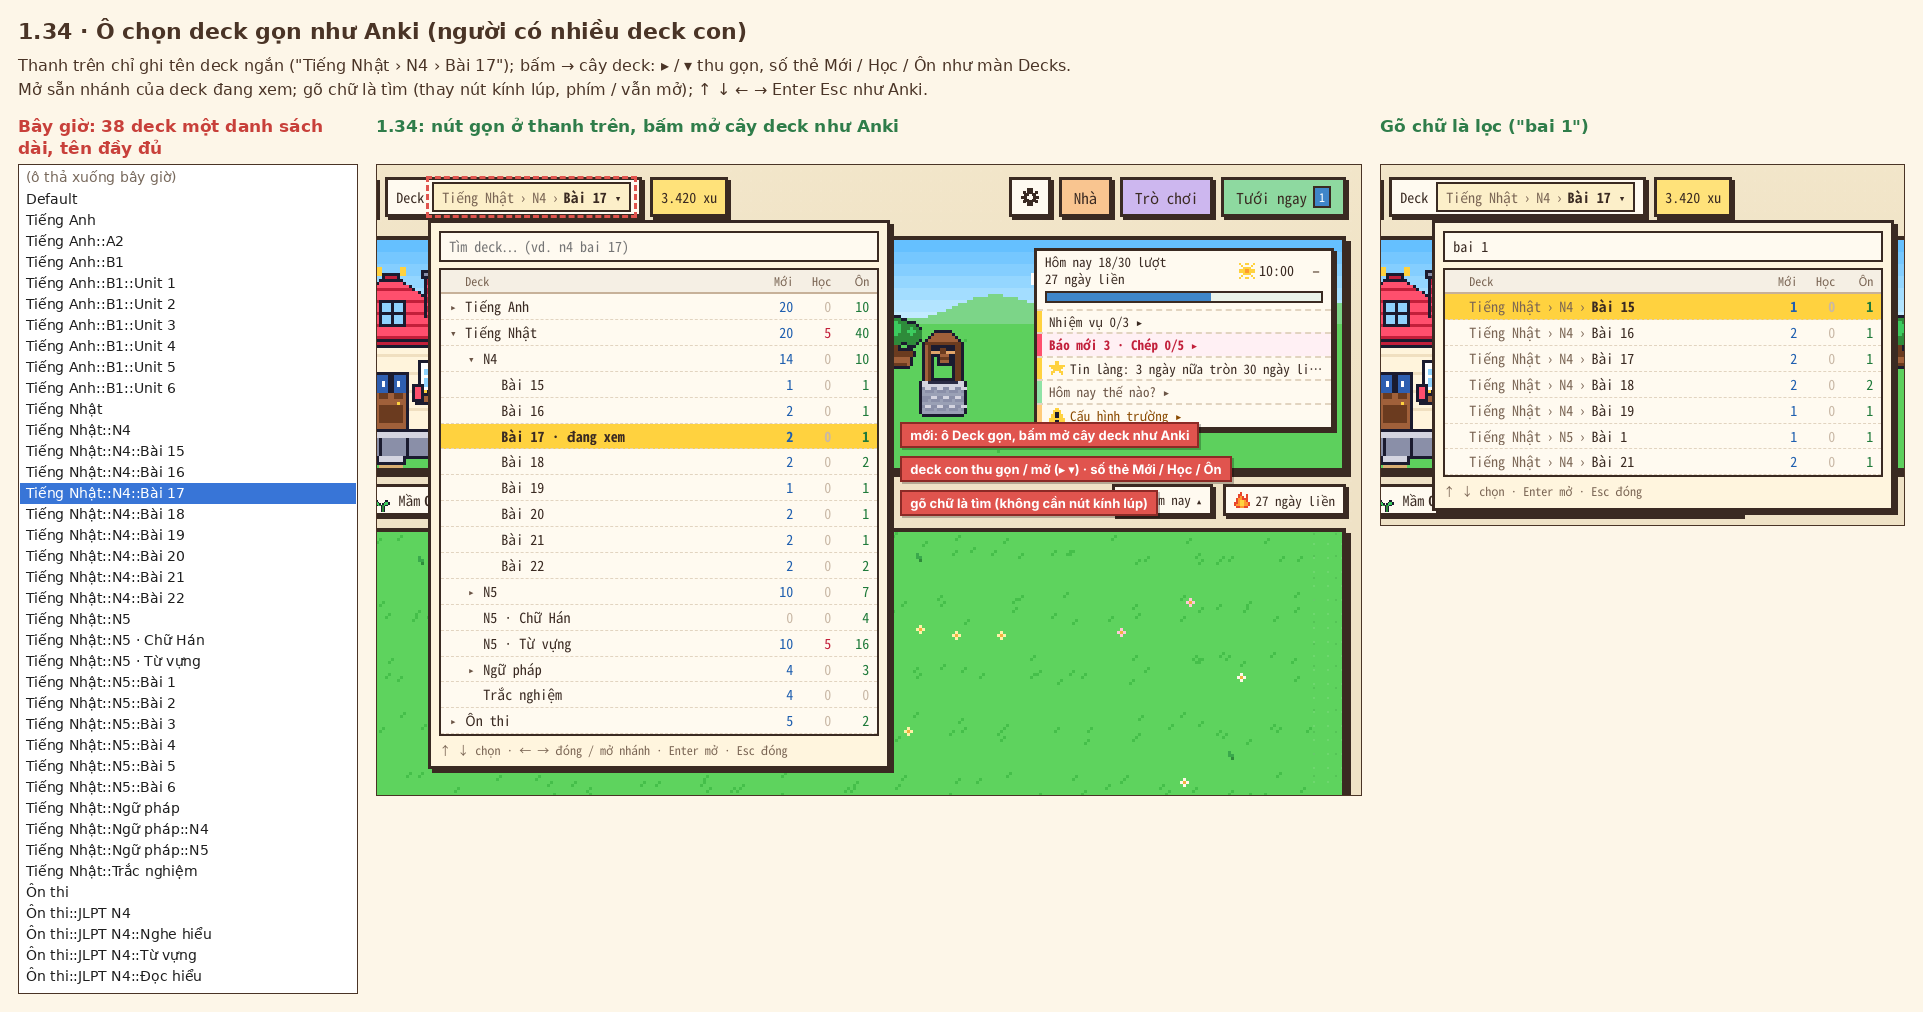 1.34 · Ô chọn deck gọn như Anki (người có nhiều deck con)
Thanh trên chỉ ghi tên deck ngắn ("Tiếng Nhật › N4 › Bài 17"); bấm → cây deck: ▸ / ▾ thu gọn, số thẻ Mới / Học / Ôn như màn Decks.
Mở sẵn nhánh của deck đang xem; gõ chữ là tìm (thay nút kính lúp, phím / vẫn mở); ↑ ↓ ← → Enter Esc như Anki.
Bây giờ: 38 deck một danh sách
dài, tên đầy đủ
(ô thả xuống bây giờ)
Default
Tiếng Anh
Tiếng Anh::A2
Tiếng Anh::B1
Tiếng Anh::B1::Unit 1
Tiếng Anh::B1::Unit 2
Tiếng Anh::B1::Unit 3
Tiếng Anh::B1::Unit 4
Tiếng Anh::B1::Unit 5
Tiếng Anh::B1::Unit 6
Tiếng Nhật
Tiếng Nhật::N4
Tiếng Nhật::N4::Bài 15
Tiếng Nhật::N4::Bài 16
Tiếng Nhật::N4::Bài 17
Tiếng Nhật::N4::Bài 18
Tiếng Nhật::N4::Bài 19
Tiếng Nhật::N4::Bài 20
Tiếng Nhật::N4::Bài 21
Tiếng Nhật::N4::Bài 22
Tiếng Nhật::N5
Tiếng Nhật::N5 · Chữ Hán
Tiếng Nhật::N5 · Từ vựng
Tiếng Nhật::N5::Bài 1
Tiếng Nhật::N5::Bài 2
Tiếng Nhật::N5::Bài 3
Tiếng Nhật::N5::Bài 4
Tiếng Nhật::N5::Bài 5
Tiếng Nhật::N5::Bài 6
Tiếng Nhật::Ngữ pháp
Tiếng Nhật::Ngữ pháp::N4
Tiếng Nhật::Ngữ pháp::N5
Tiếng Nhật::Trắc nghiệm
Ôn thi
Ôn thi::JLPT N4
Ôn thi::JLPT N4::Nghe hiểu
Ôn thi::JLPT N4::Từ vựng
Ôn thi::JLPT N4::Đọc hiểu
1.34: nút gọn ở thanh trên, bấm mở cây deck như Anki
Deck Tiếng Nhật › N4 › Bài 17 ▾ 3.420 xu Nhà Trò chơi Tưới ngay 1
Tìm deck... (vd. n4 bai 17)
Deck Mới Học Ôn
▸ Tiếng Anh 20 0 10
▾ Tiếng Nhật 20 5 40
▾ N4 14 0 10
Bài 15 1 0 1
Bài 16 2 0 1
Bài 17 · đang xem 2 0 1
Bài 18 2 0 2
Bài 19 1 0 1
Bài 20 2 0 1
Bài 21 2 0 1
Bài 22 2 0 2
▸ N5 10 0 7
N5 · Chữ Hán 0 0 4
N5 · Từ vựng 10 5 16
▸ Ngữ pháp 4 0 3
Trắc nghiệm 4 0 0
▸ Ôn thi 5 0 2
↑ ↓ chọn · ← → đóng / mở nhánh · Enter mở · Esc đóng
Hôm nay 18/30 lượt
27 ngày liền
10:00 –
Nhiệm vụ 0/3 ▸
Báo mới 3 · Chép 0/5 ▸
Tin làng: 3 ngày nữa tròn 30 ngày li···
Hôm nay thế nào? ▸
Cấu hình trường ▸
mới: ô Deck gọn, bấm mở cây deck như Anki
deck con thu gọn / mở (▸ ▾) · số thẻ Mới / Học / Ôn
gõ chữ là tìm (không cần nút kính lúp)
Mầm
nay ▴
27 ngày liền
Gõ chữ là lọc ("bai 1")
Deck Tiếng Nhật › N4 › Bài 17 ▾ 3.420 xu
bai 1
Deck Mới Học Ôn
Tiếng Nhật › N4 › Bài 15 1 0 1
Tiếng Nhật › N4 › Bài 16 2 0 1
Tiếng Nhật › N4 › Bài 17 2 0 1
Tiếng Nhật › N4 › Bài 18 2 0 2
Tiếng Nhật › N4 › Bài 19 1 0 1
Tiếng Nhật › N5 › Bài 1 1 0 1
Tiếng Nhật › N4 › Bài 21 2 0 1
↑ ↓ chọn · Enter mở · Esc đóng
Mầm